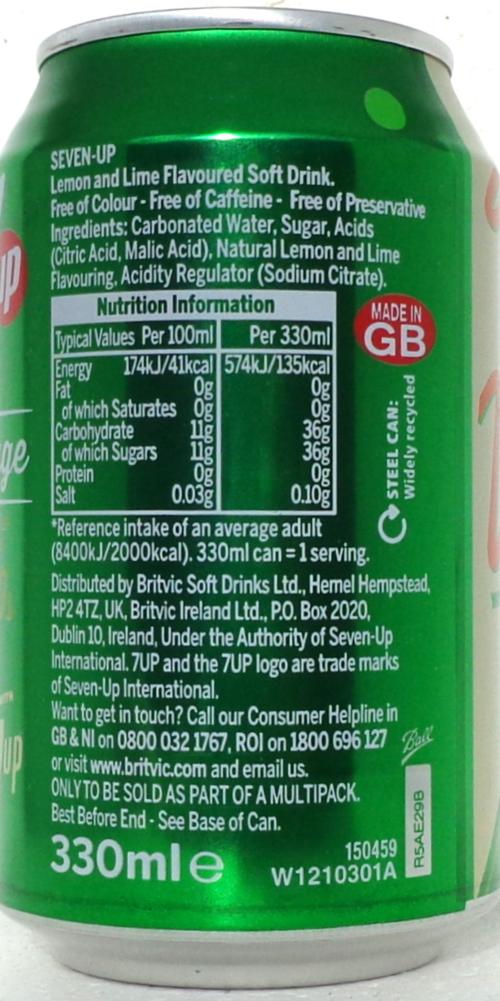 SEVEN-UP
Lemon and Lime Flavoured Soft Drink.
Free of Colour - Free of Caffeine - Free of Preservative
Ingredients: Carbonated Water, Sugar, Acids
(Citric Acid, Malic Acid), Natural Lemon and Lime
Flavouring, Acidity Regulator (Sodium Citrate).
Nutrition Information
Typical Values Per 100ml Per 330ml
Energy 174kJ/41kcal 574kJ/135kcal
Fat 0g 0g
of which Saturates 0g 0g
Carbohydrate 11g 36g
of which Sugars 11g 36g
Protein 0g 0g
Salt 0.03g 0.10g
MADE IN
GB
STEEL CAN:
Widely recycled
*Reference intake of an average adult
(8400kJ/2000kcal). 330ml can = 1 serving.
Distributed by Britvic Soft Drinks Ltd., Hemel Hempstead,
HP2 4TZ, UK, Britvic Ireland Ltd., P.O. Box 2020,
Dublin 10, Ireland, Under the Authority of Seven-Up
International. 7UP and the 7UP logo are trade marks
of Seven-Up International.
Want to get in touch? Call our Consumer Helpline in
GB & NI on 0800 032 1767, ROI on 1800 696 127
or visit www.britvic.com and email us.
ONLY TO BE SOLD AS PART OF A MULTIPACK.
Best Before End - See Base of Can.
330ml e
Ball
R5AE29B
150459
W1210301A
up
ge
7up